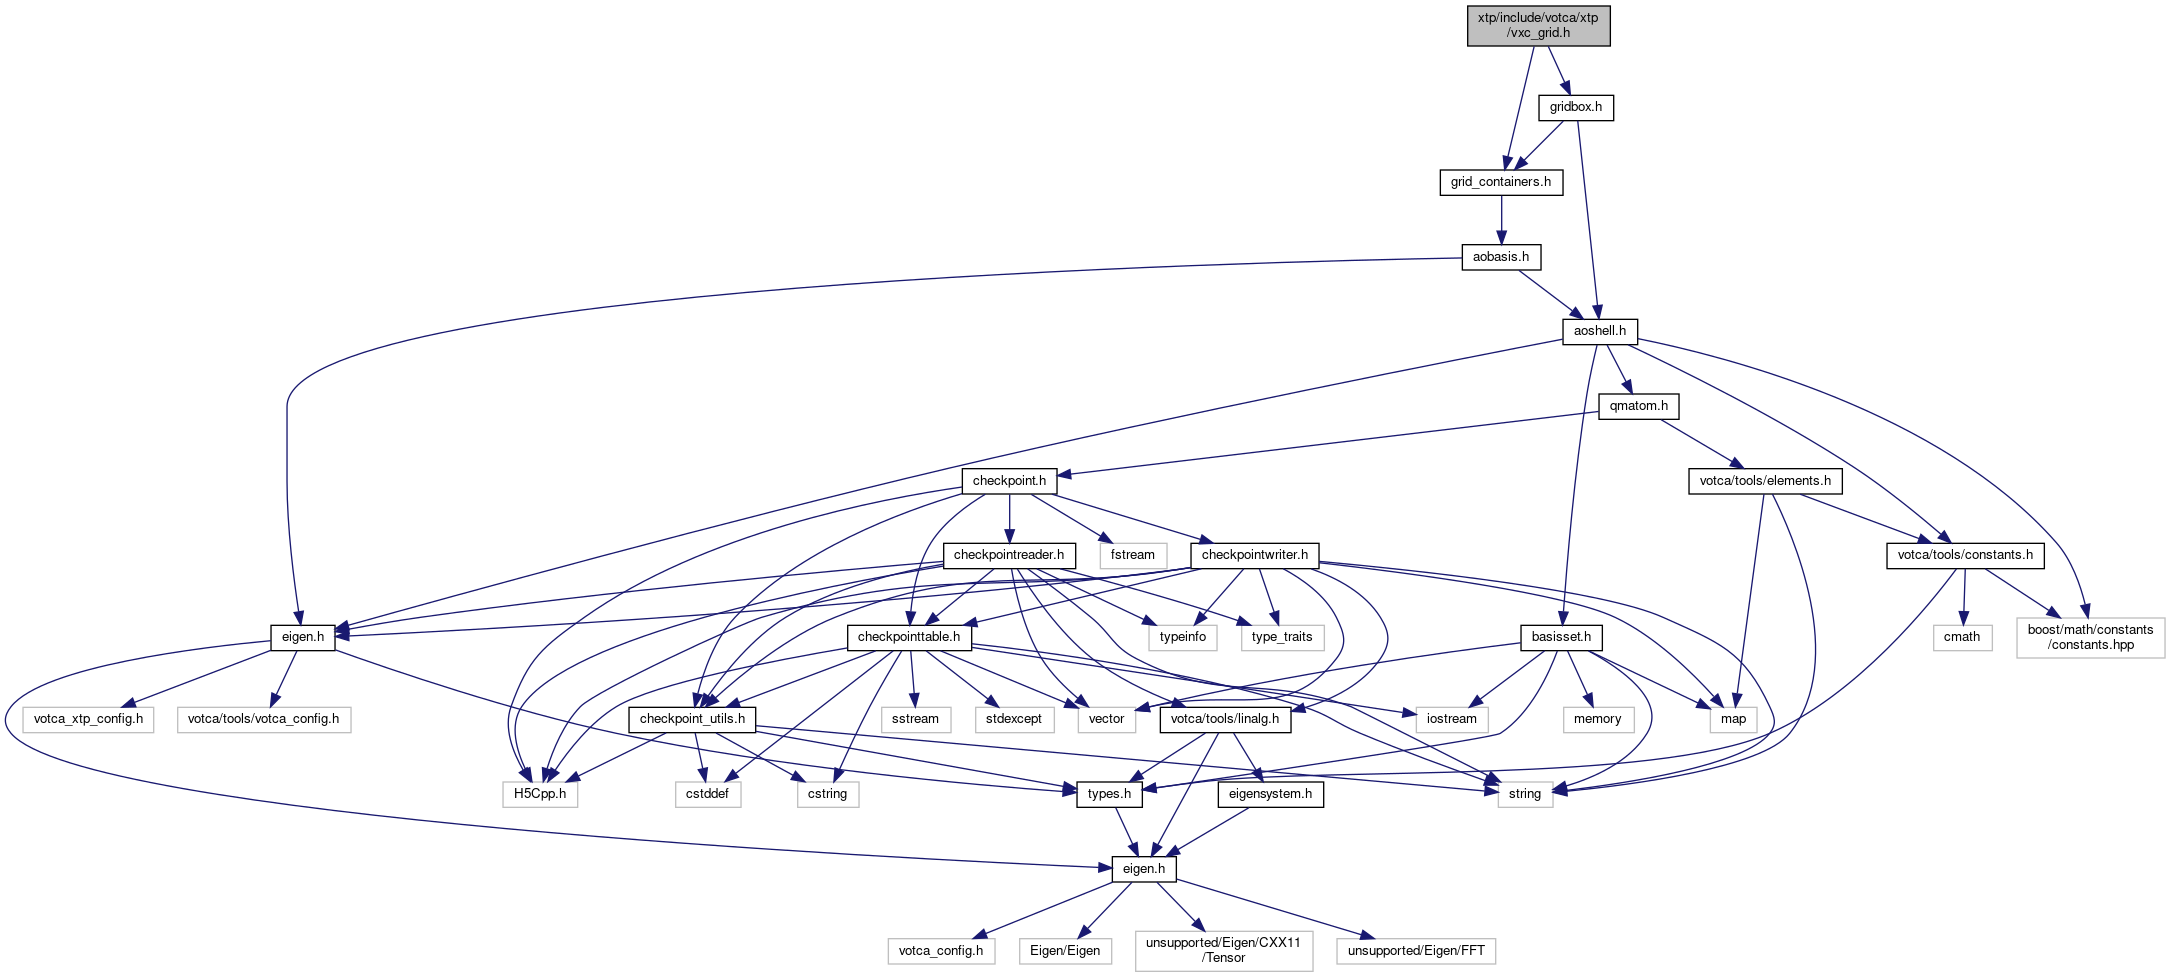 xtp/include/votca/xtp
/vxc_grid.h
gridbox.h
grid_containers.h
aobasis.h
aoshell.h
qmatom.h
checkpoint.h
votca/tools/elements.h
checkpointreader.h
fstream
checkpointwriter.h
votca/tools/constants.h
eigen.h
checkpointtable.h
typeinfo
type_traits
basisset.h
cmath
boost/math/constants
/constants.hpp
votca_xtp_config.h
votca/tools/votca_config.h
checkpoint_utils.h
sstream
stdexcept
vector
votca/tools/linalg.h
iostream
memory
map
H5Cpp.h
cstddef
cstring
types.h
eigensystem.h
string
eigen.h
votca_config.h
Eigen/Eigen
unsupported/Eigen/CXX11
/Tensor
unsupported/Eigen/FFT